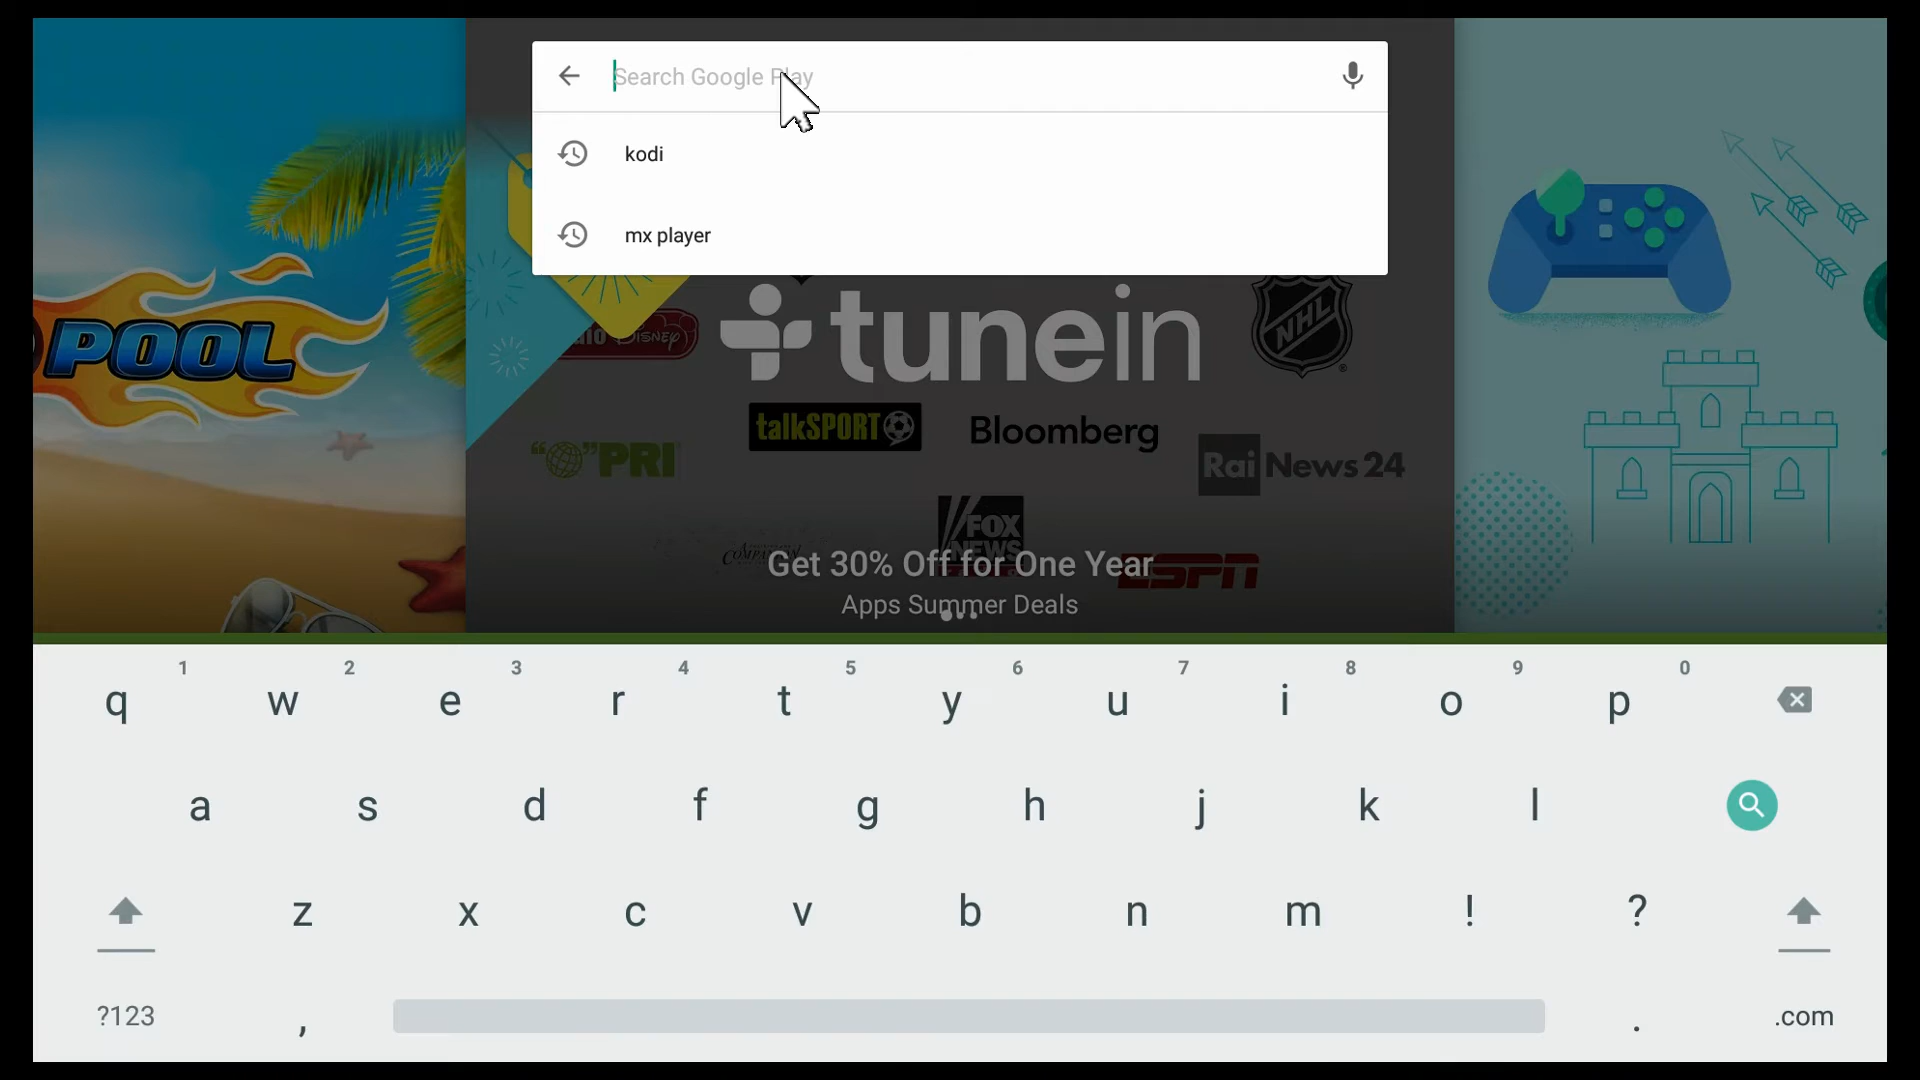 Search Google Play
kodi
mx player
POOL
DISNEY
tunein
NHL
talkSPORT
Bloomberg
"O"PRI
Rai News 24
FOX
NEWS
ESPN
Get 30% Off for One Year
Apps Summer Deals
1 2 3 4 5 6 7 8 9 0
q w e r t y u i o p
a s d f g h j k l
z x c v b n m ! ?
?123 , . .com